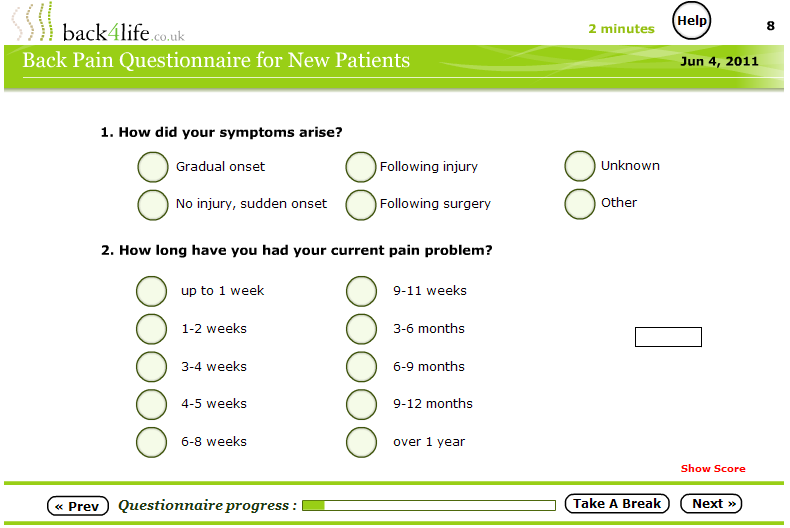 back4life.co.uk
2 minutes
Help
8
Back Pain Questionnaire for New Patients
Jun 4, 2011
1. How did your symptoms arise?
Gradual onset Following injury Unknown
No injury, sudden onset Following surgery Other
2. How long have you had your current pain problem?
up to 1 week 9-11 weeks
1-2 weeks 3-6 months
3-4 weeks 6-9 months
4-5 weeks 9-12 months
6-8 weeks over 1 year
Show Score
« Prev Questionnaire progress : Take A Break Next »